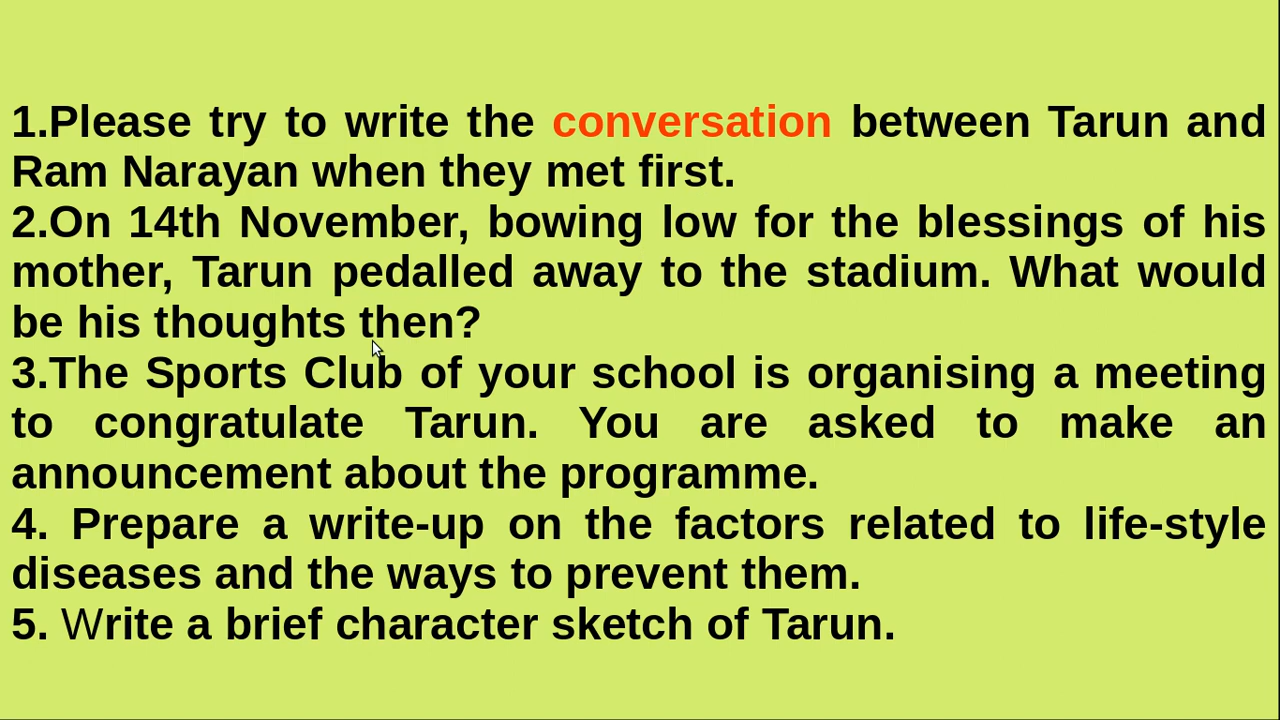 1.Please try to write the conversation between Tarun and
Ram Narayan when they met first.
2.On 14th November, bowing low for the blessings of his
mother, Tarun pedalled away to the stadium. What would
be his thoughts then?
3.The Sports Club of your school is organising a meeting
to congratulate Tarun. You are asked to make an
announcement about the programme.
4. Prepare a write-up on the factors related to life-style
diseases and the ways to prevent them.
5. Write a brief character sketch of Tarun.